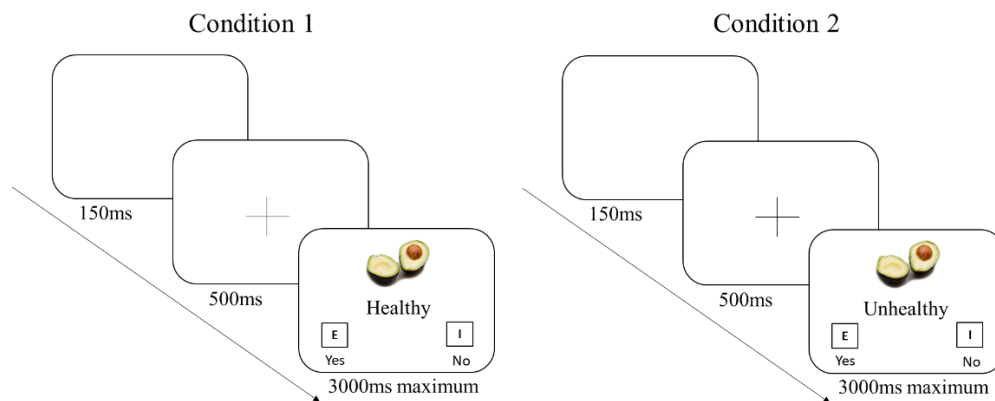 Condition 1
150ms
500ms
Healthy
E I
Yes No
3000ms maximum
Condition 2
150ms
500ms
Unhealthy
E I
Yes No
3000ms maximum